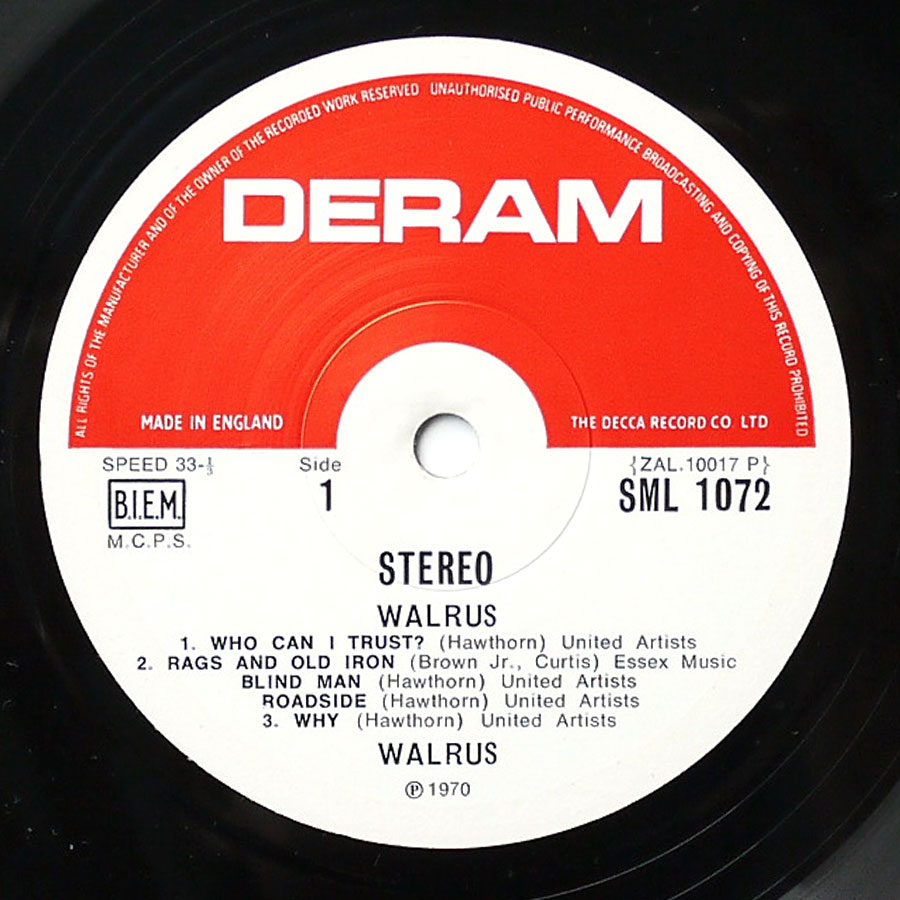 ALL RIGHTS OF THE MANUFACTURER AND OF THE OWNER OF THE RECORDED WORK RESERVED UNAUTHORISED PUBLIC PERFORMANCE BROADCASTING AND COPYING OF THIS RECORD PROHIBITED
DERAM
MADE IN ENGLAND THE DECCA RECORD CO LTD
SPEED 33-⅓ Side {ZAL.10017 P}
B.I.E.M. 1 SML 1072
M.C.P.S.
STEREO
WALRUS
1. WHO CAN I TRUST? (Hawthorn) United Artists
2. RAGS AND OLD IRON (Brown Jr., Curtis) Essex Music
BLIND MAN (Hawthorn) United Artists
ROADSIDE (Hawthorn) United Artists
3. WHY (Hawthorn) United Artists
WALRUS
℗ 1970